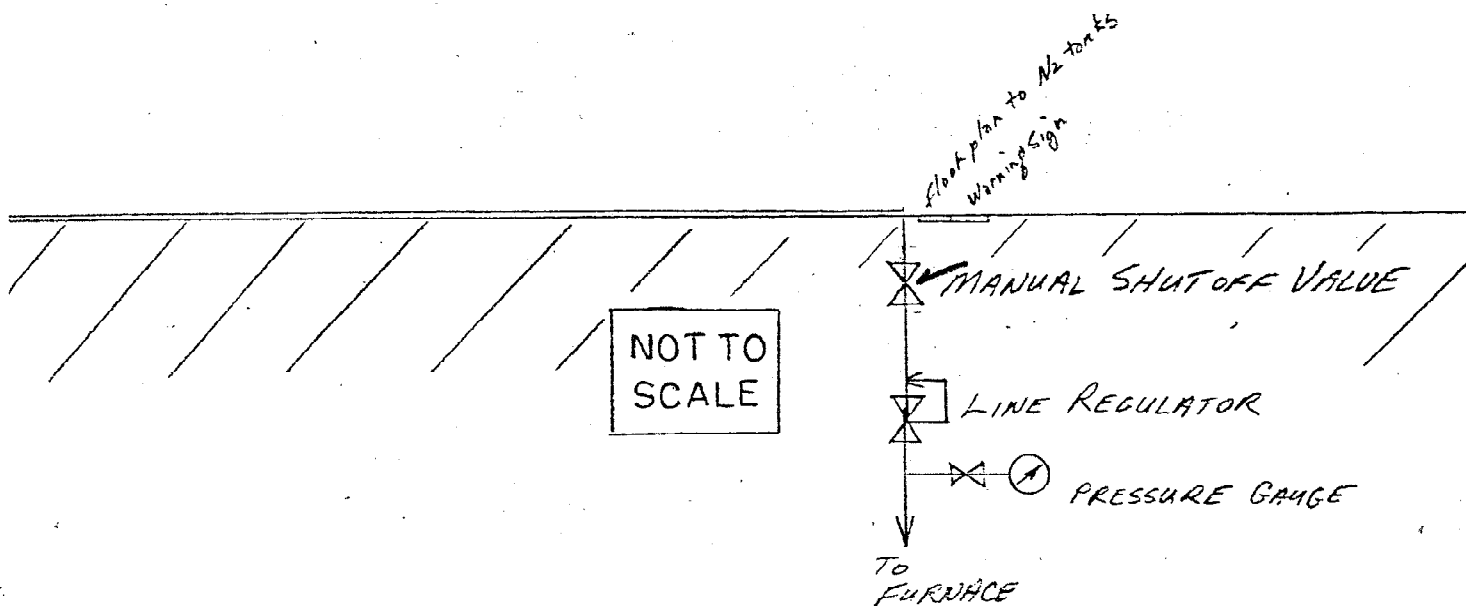 floor plan to N2 tanks
Warning Sign
MANUAL SHUTOFF VALVE
NOT TO
SCALE
LINE REGULATOR
PRESSURE GAUGE
TO
FURNACE